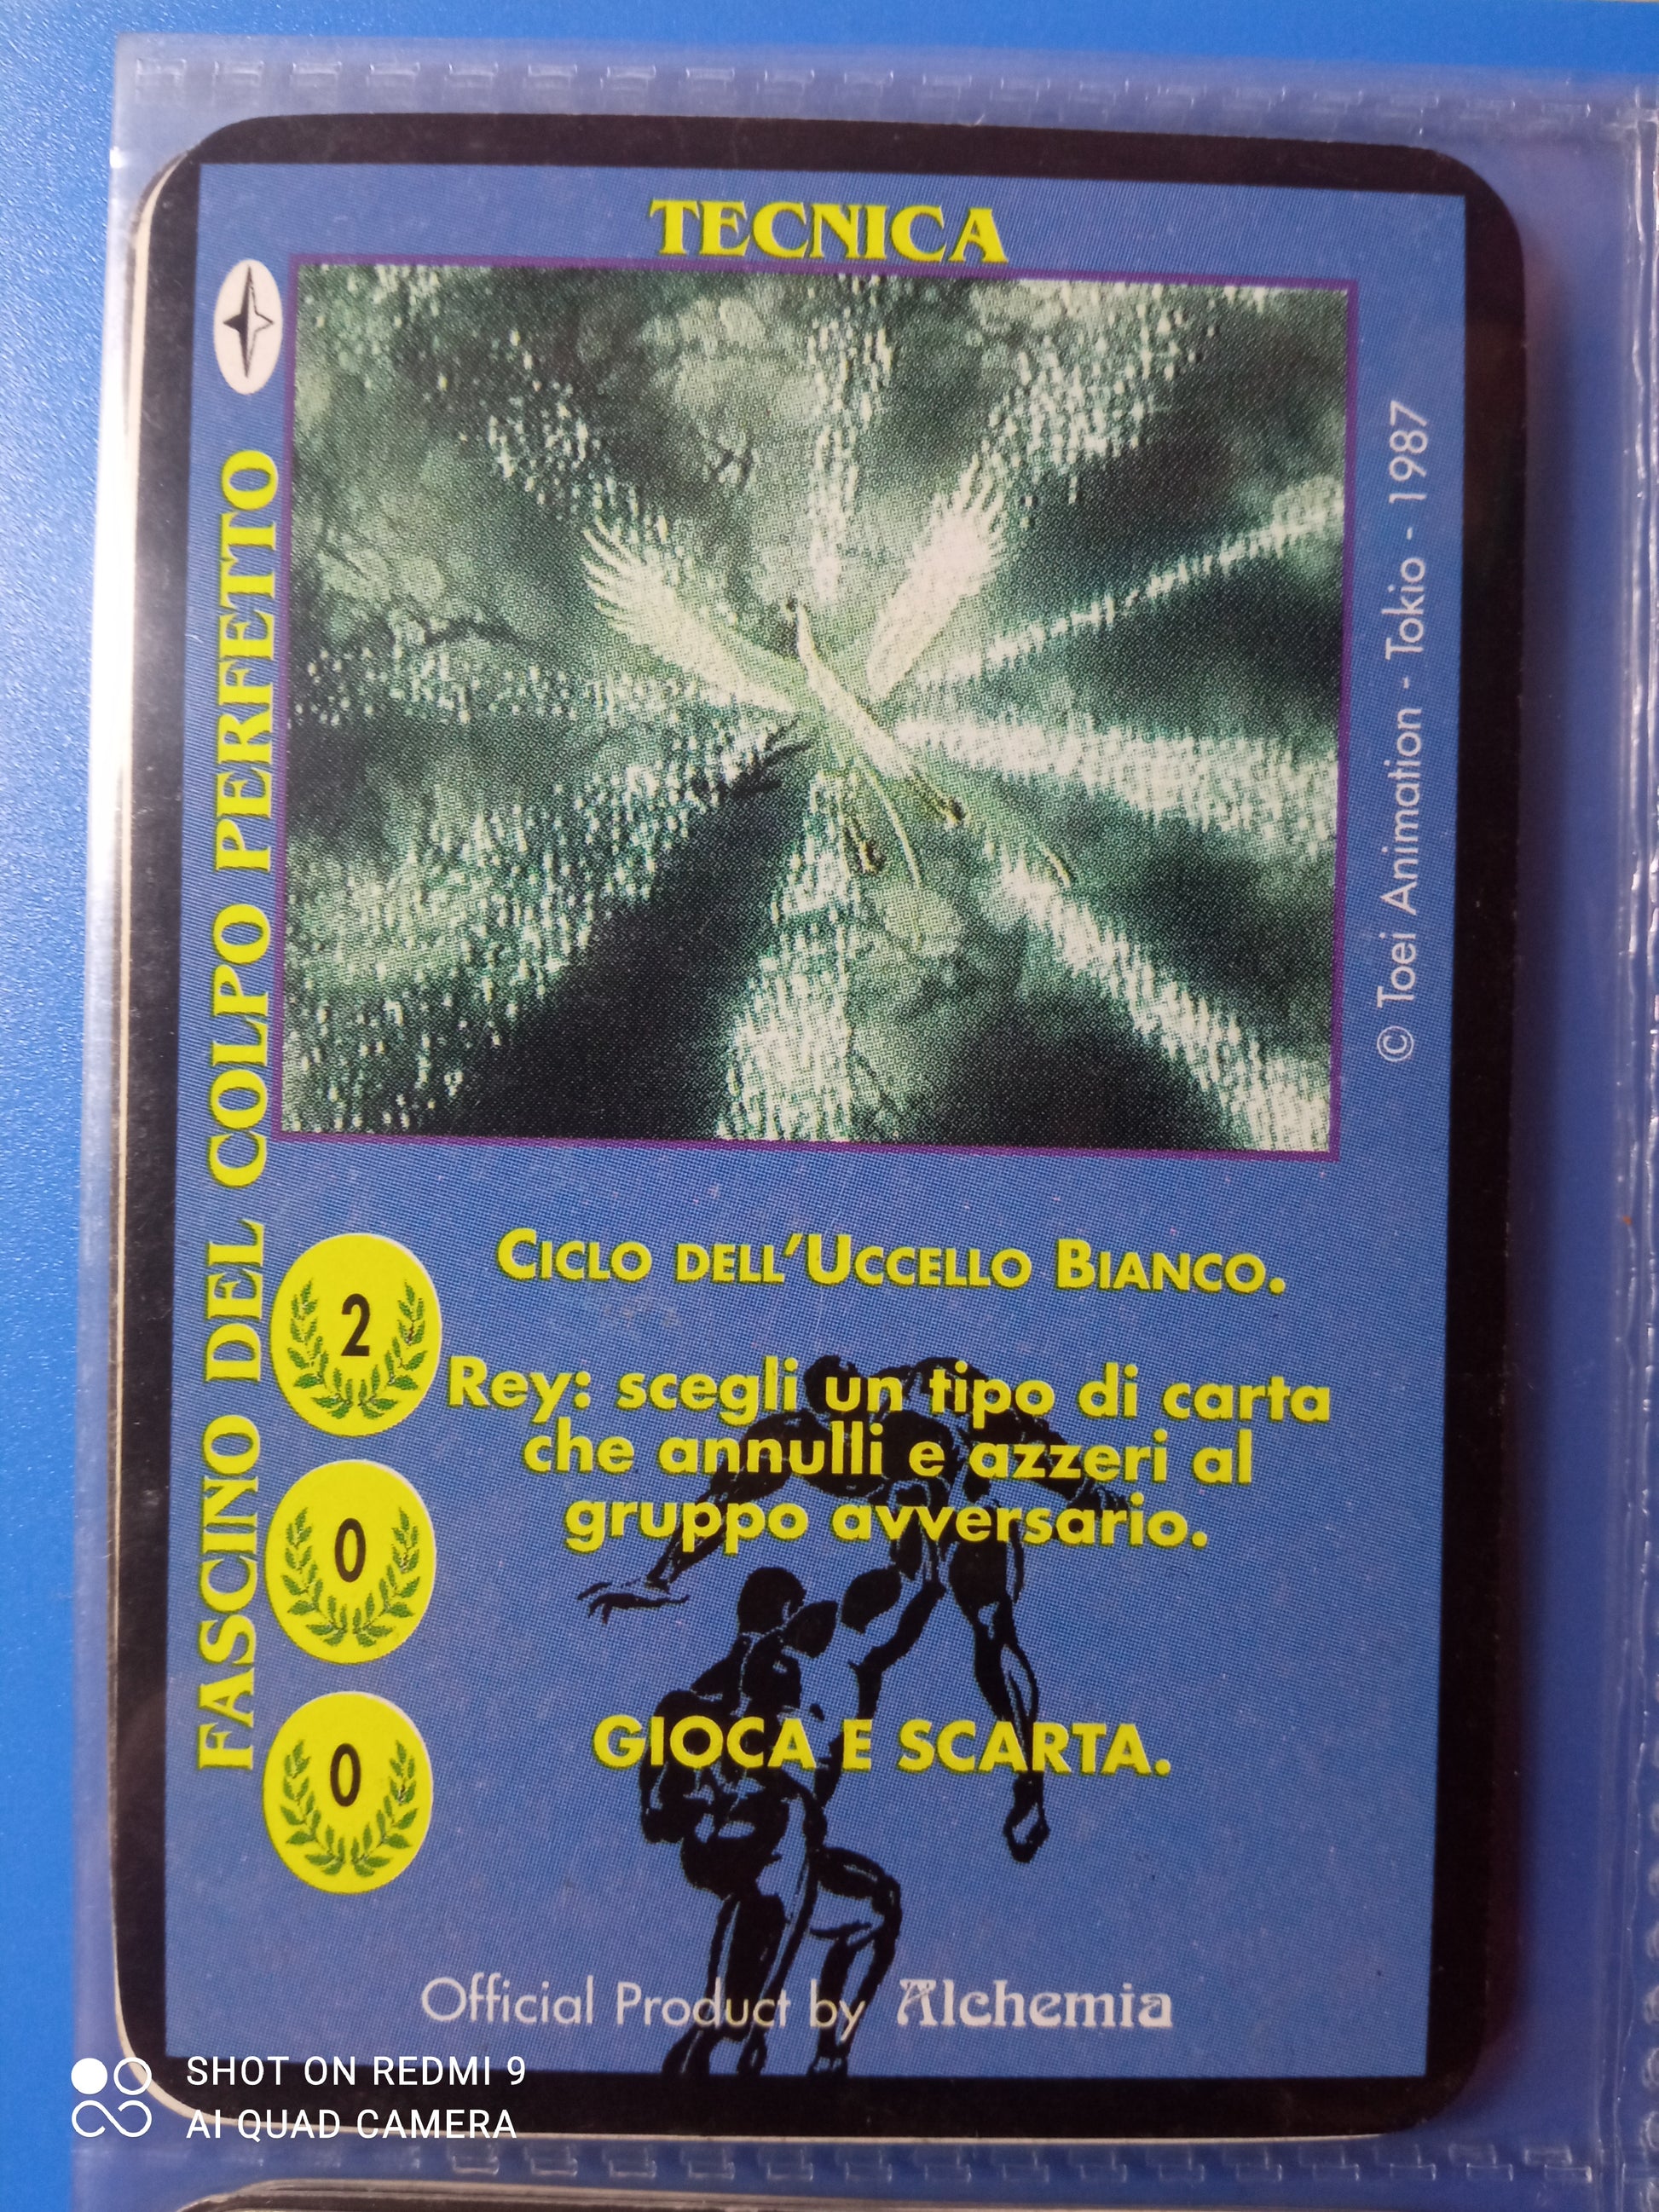 TECNICA
FASCINO DEL COLPO PERFETTO
© Toei Animation - Tokio - 1987
CICLO DELL'UCCELLO BIANCO.
2
Rey: scegli un tipo di carta
che annulli e azzeri al
gruppo avversario.
0
GIOCA E SCARTA.
0
Official Product by Alchemia
SHOT ON REDMI 9
AI QUAD CAMERA